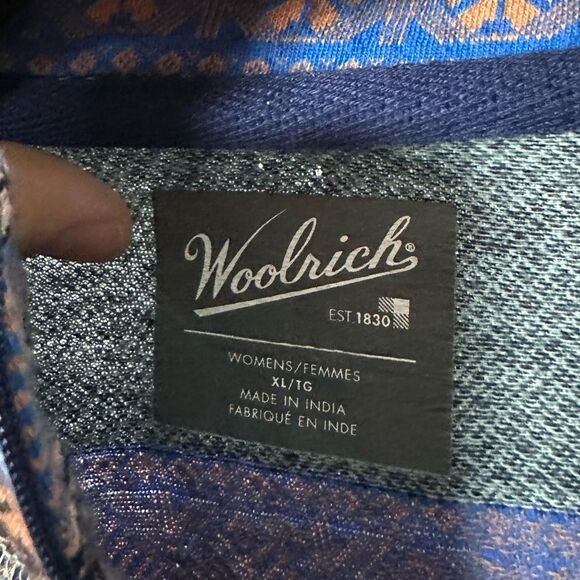 Woolrich®
EST. 1830
WOMENS/FEMMES
XL/TG
MADE IN INDIA
FABRIQUÉ EN INDE